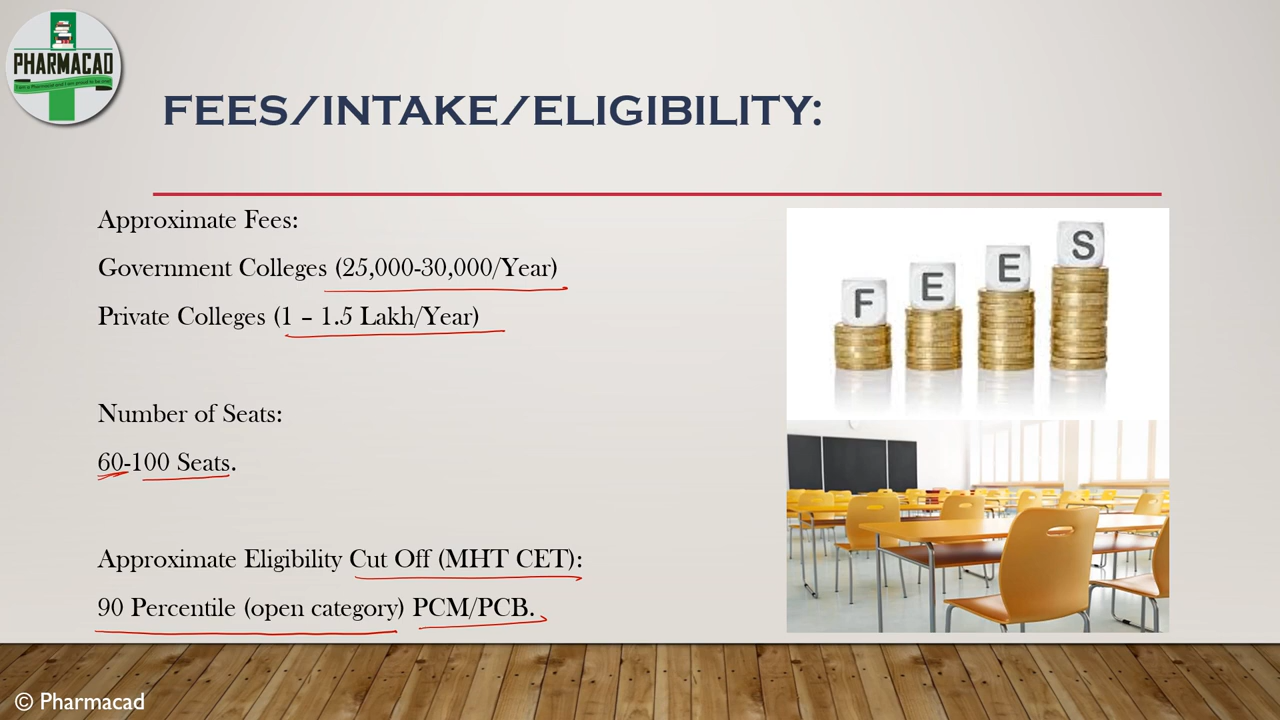 PHARMACAD
FEES/INTAKE/ELIGIBILITY:
Approximate Fees:
Government Colleges (25,000-30,000/Year)
Private Colleges (1 – 1.5 Lakh/Year)
Number of Seats:
60-100 Seats.
Approximate Eligibility Cut Off (MHT CET):
90 Percentile (open category) PCM/PCB.
F E E S
© Pharmacad